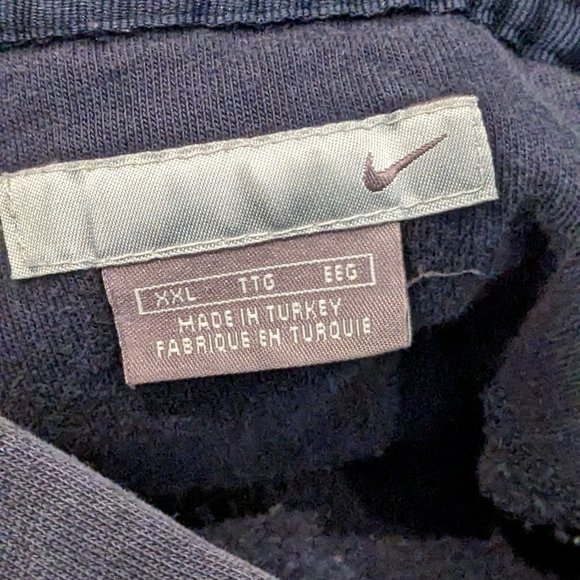 XXL TTG EEG
MADE IN TURKEY
FABRIQUE EN TURQUIE